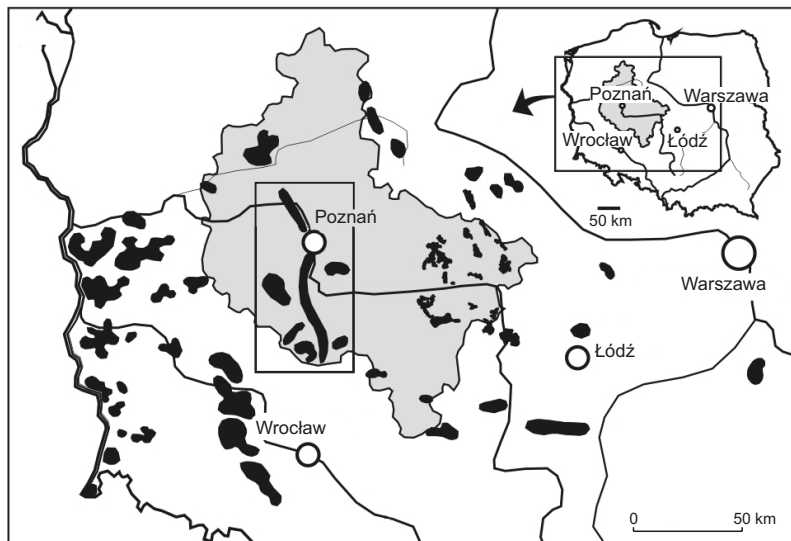 Poznań
Warszawa
Wrocław
Łódź
50 km
Poznań
Warszawa
Łódź
Wrocław
0 50 km